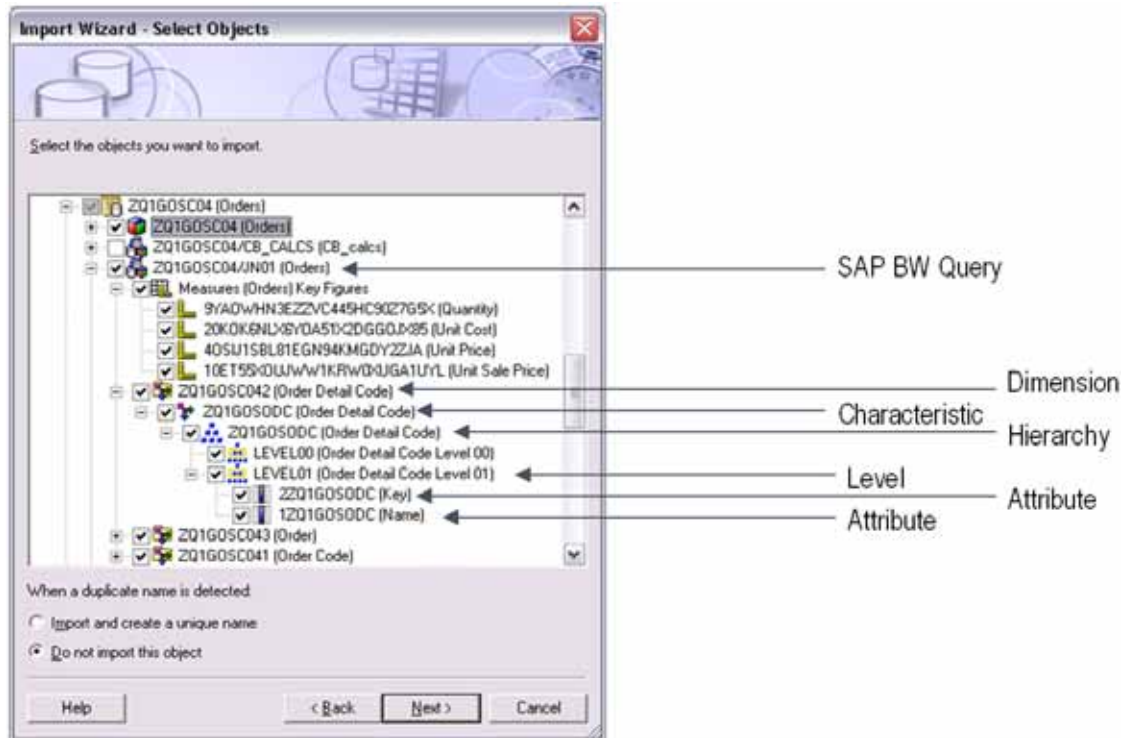 Import Wizard - Select Objects
Select the objects you want to import.
ZQ1GOSC04 (Orders)
ZQ1GOSC04 (Orders)
ZQ1GOSC04/CB_CALCS (CB_calcs)
ZQ1GOSC04/JN01 (Orders)
SAP BW Query
Measures (Orders) Key Figures
(Quantity)
(Unit Cost)
(Unit Price)
(Unit Sale Price)
ZQ1GOSC042 (Order Detail Code)
Dimension
ZQ1GOSODC (Order Detail Code)
Characteristic
ZQ1GOSODC (Order Detail Code)
Hierarchy
LEVEL00 (Order Detail Code Level 00)
LEVEL01 (Order Detail Code Level 01)
Level
2ZQ1GOSODC (Key)
Attribute
1ZQ1GOSODC (Name)
Attribute
ZQ1GOSC043 (Order)
ZQ1GOSC041 (Order Code)
When a duplicate name is detected
Import and create a unique name
Do not import this object
Help
< Back
Next >
Cancel